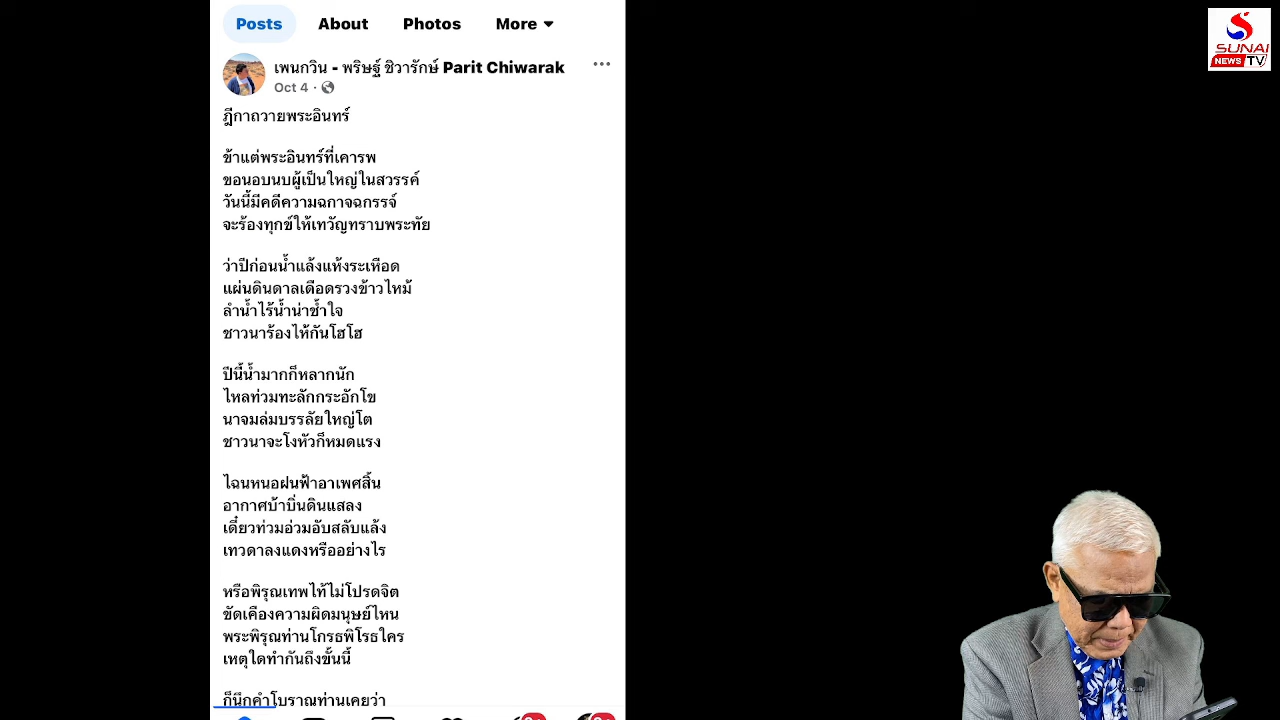 Posts About Photos More
เพนกวิน - พริษฐ์ ชิวารักษ์ Parit Chiwarak
Oct 4 ·
ฎีกาถวายพระอินทร์
ข้าแต่พระอินทร์ที่เคารพ
ขอนอบนบผู้เป็นใหญ่ในสวรรค์
วันนี้มีคดีความฉกาจฉกรรจ์
จะร้องทุกข์ให้เทวัญทราบพระทัย
ว่าปีก่อนน้ำแล้งแห้งระเหือด
แผ่นดินดาลเดือดรวงข้าวไหม้
ลำน้ำไร้น้ำน่าช้ำใจ
ชาวนาร้องไห้กันโฮโฮ
ปีนี้น้ำมากก็หลากนัก
ไหลท่วมทะลักกระอักโข
นาจมล่มบรรลัยใหญ่โต
ชาวนาจะโงหัวก็หมดแรง
ไฉนหนอฝนฟ้าอาเพศสิ้น
อากาศบ้าบิ่นดินแสลง
เดี๋ยวท่วมอ่วมอับสลับแล้ง
เทวดาลงแดงหรืออย่างไร
หรือพิรุณเทพไท้ไม่โปรดจิต
ขัดเคืองความผิดมนุษย์ไหน
พระพิรุณท่านโกรธพิโรธใคร
เหตุใดทำกันถึงขั้นนี้
ก็นึกคำโบราณท่านเคยว่า
SUNAI
NEWS TV